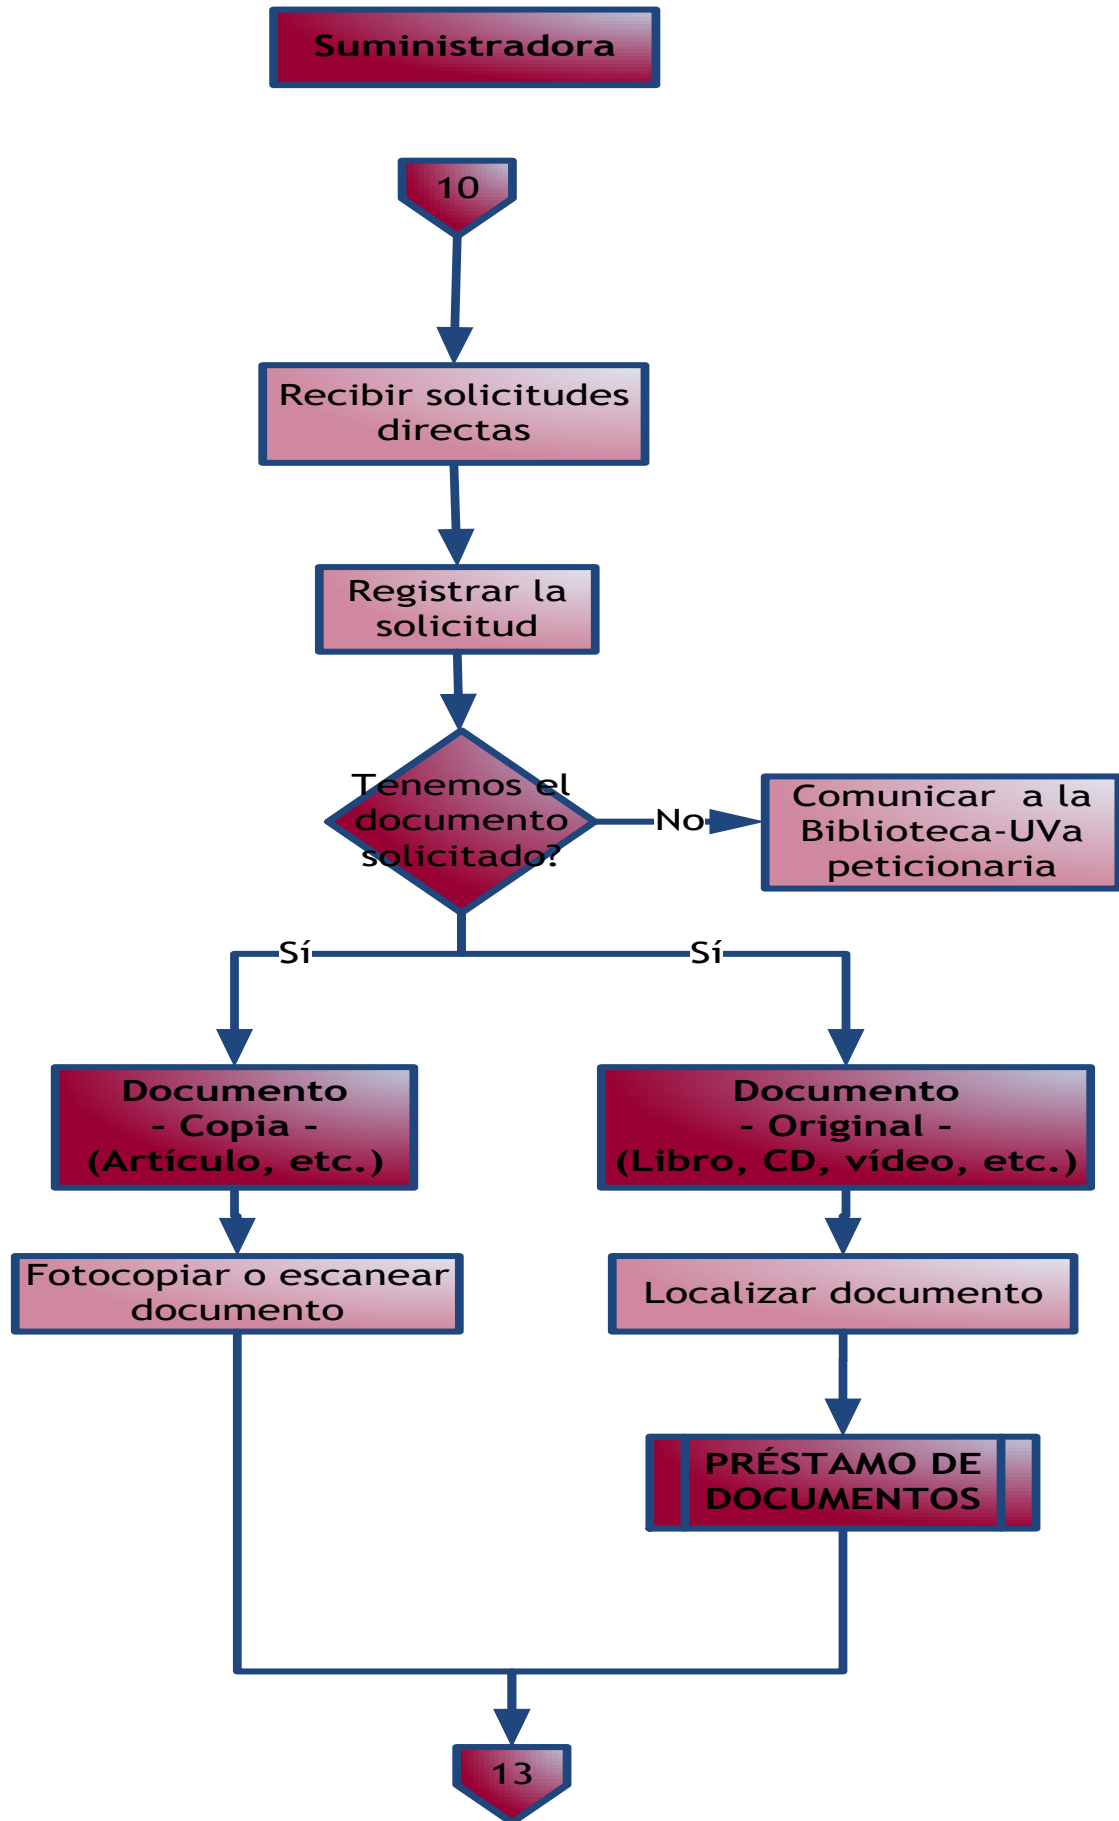 Suministradora
10
Recibir solicitudes
directas
Registrar la
solicitud
Tenemos el
documento
solicitado?
No
Comunicar a la
Biblioteca-UVa
peticionaria
Sí
Sí
Documento
- Copia -
(Artículo, etc.)
Documento
- Original -
(Libro, CD, vídeo, etc.)
Fotocopiar o escanear
documento
Localizar documento
PRÉSTAMO DE
DOCUMENTOS
13